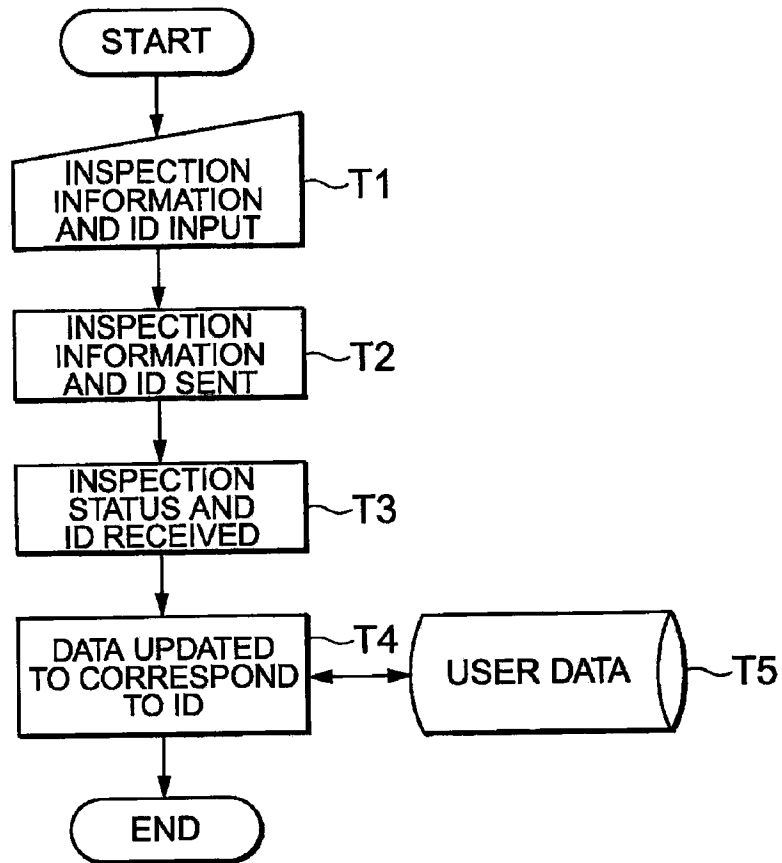 START
INSPECTION
INFORMATION
AND ID INPUT
T1
INSPECTION
INFORMATION
AND ID SENT
T2
INSPECTION
STATUS AND
ID RECEIVED
T3
DATA UPDATED
TO CORRESPOND
TO ID
T4
USER DATA
T5
END